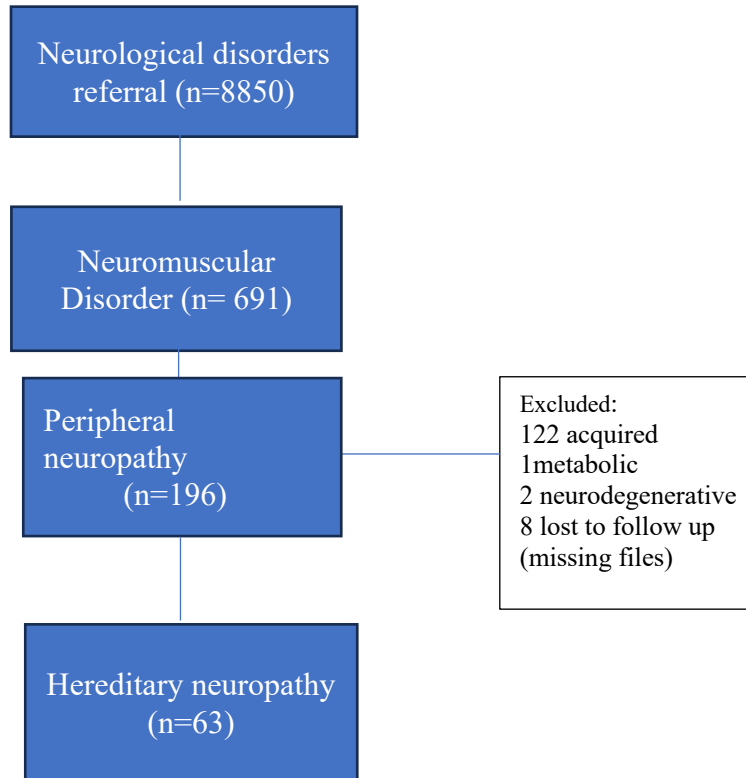 Neurological disorders
referral (n=8850)
Neuromuscular
Disorder (n= 691)
Peripheral
neuropathy
(n=196)
Excluded:
122 acquired
1metabolic
2 neurodegenerative
8 lost to follow up
(missing files)
Hereditary neuropathy
(n=63)